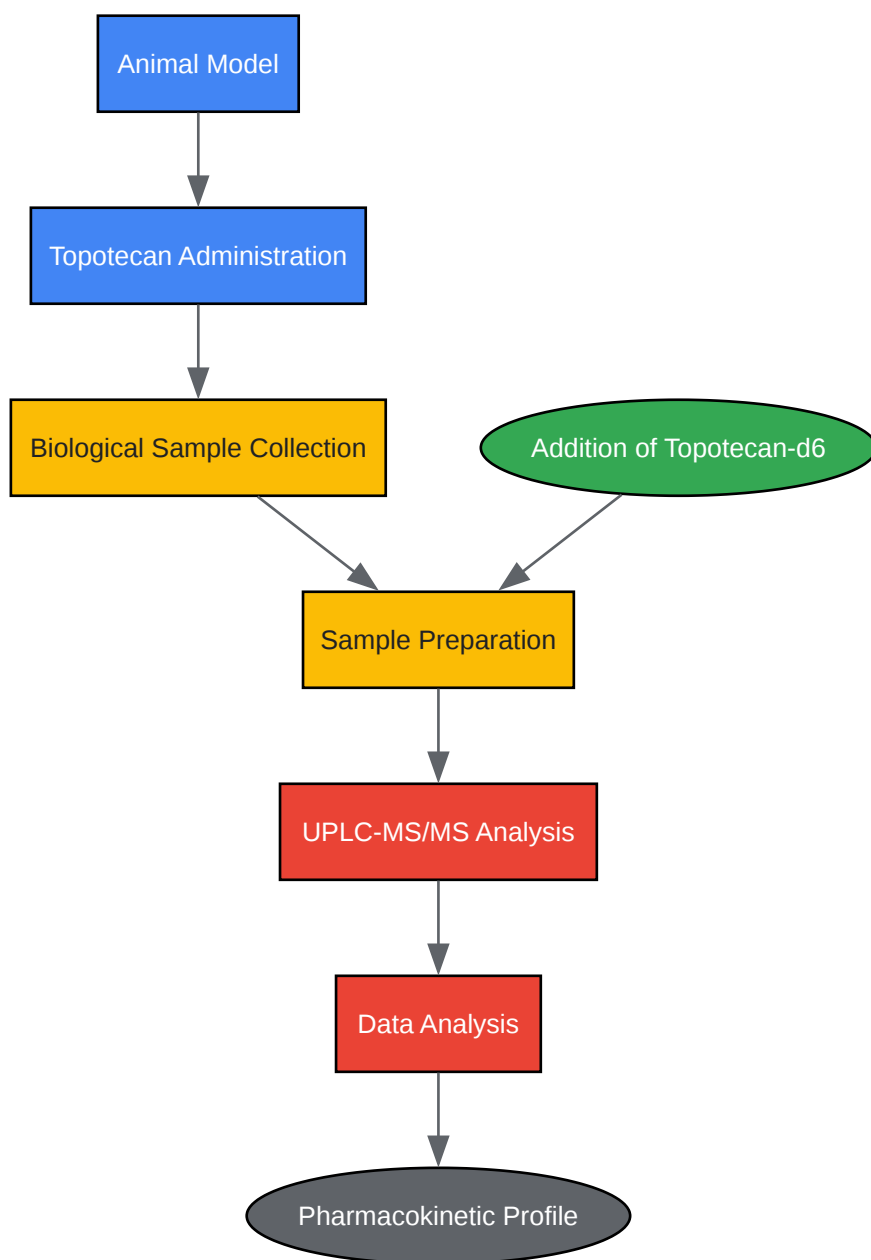 Animal Model
Topotecan Administration
Biological Sample Collection
Addition of Topotecan-d6
Sample Preparation
UPLC-MS/MS Analysis
Data Analysis
Pharmacokinetic Profile